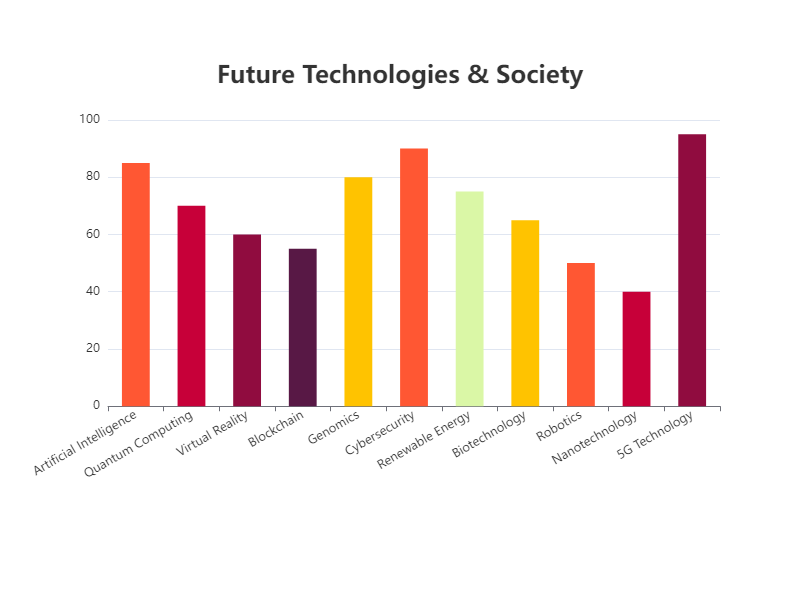 Future Technologies & Society
100
80
60
40
20
0
Artificial Intelligence
Quantum Computing
Virtual Reality
Blockchain
Genomics
Cybersecurity
Renewable Energy
Biotechnology
Robotics
Nanotechnology
5G Technology